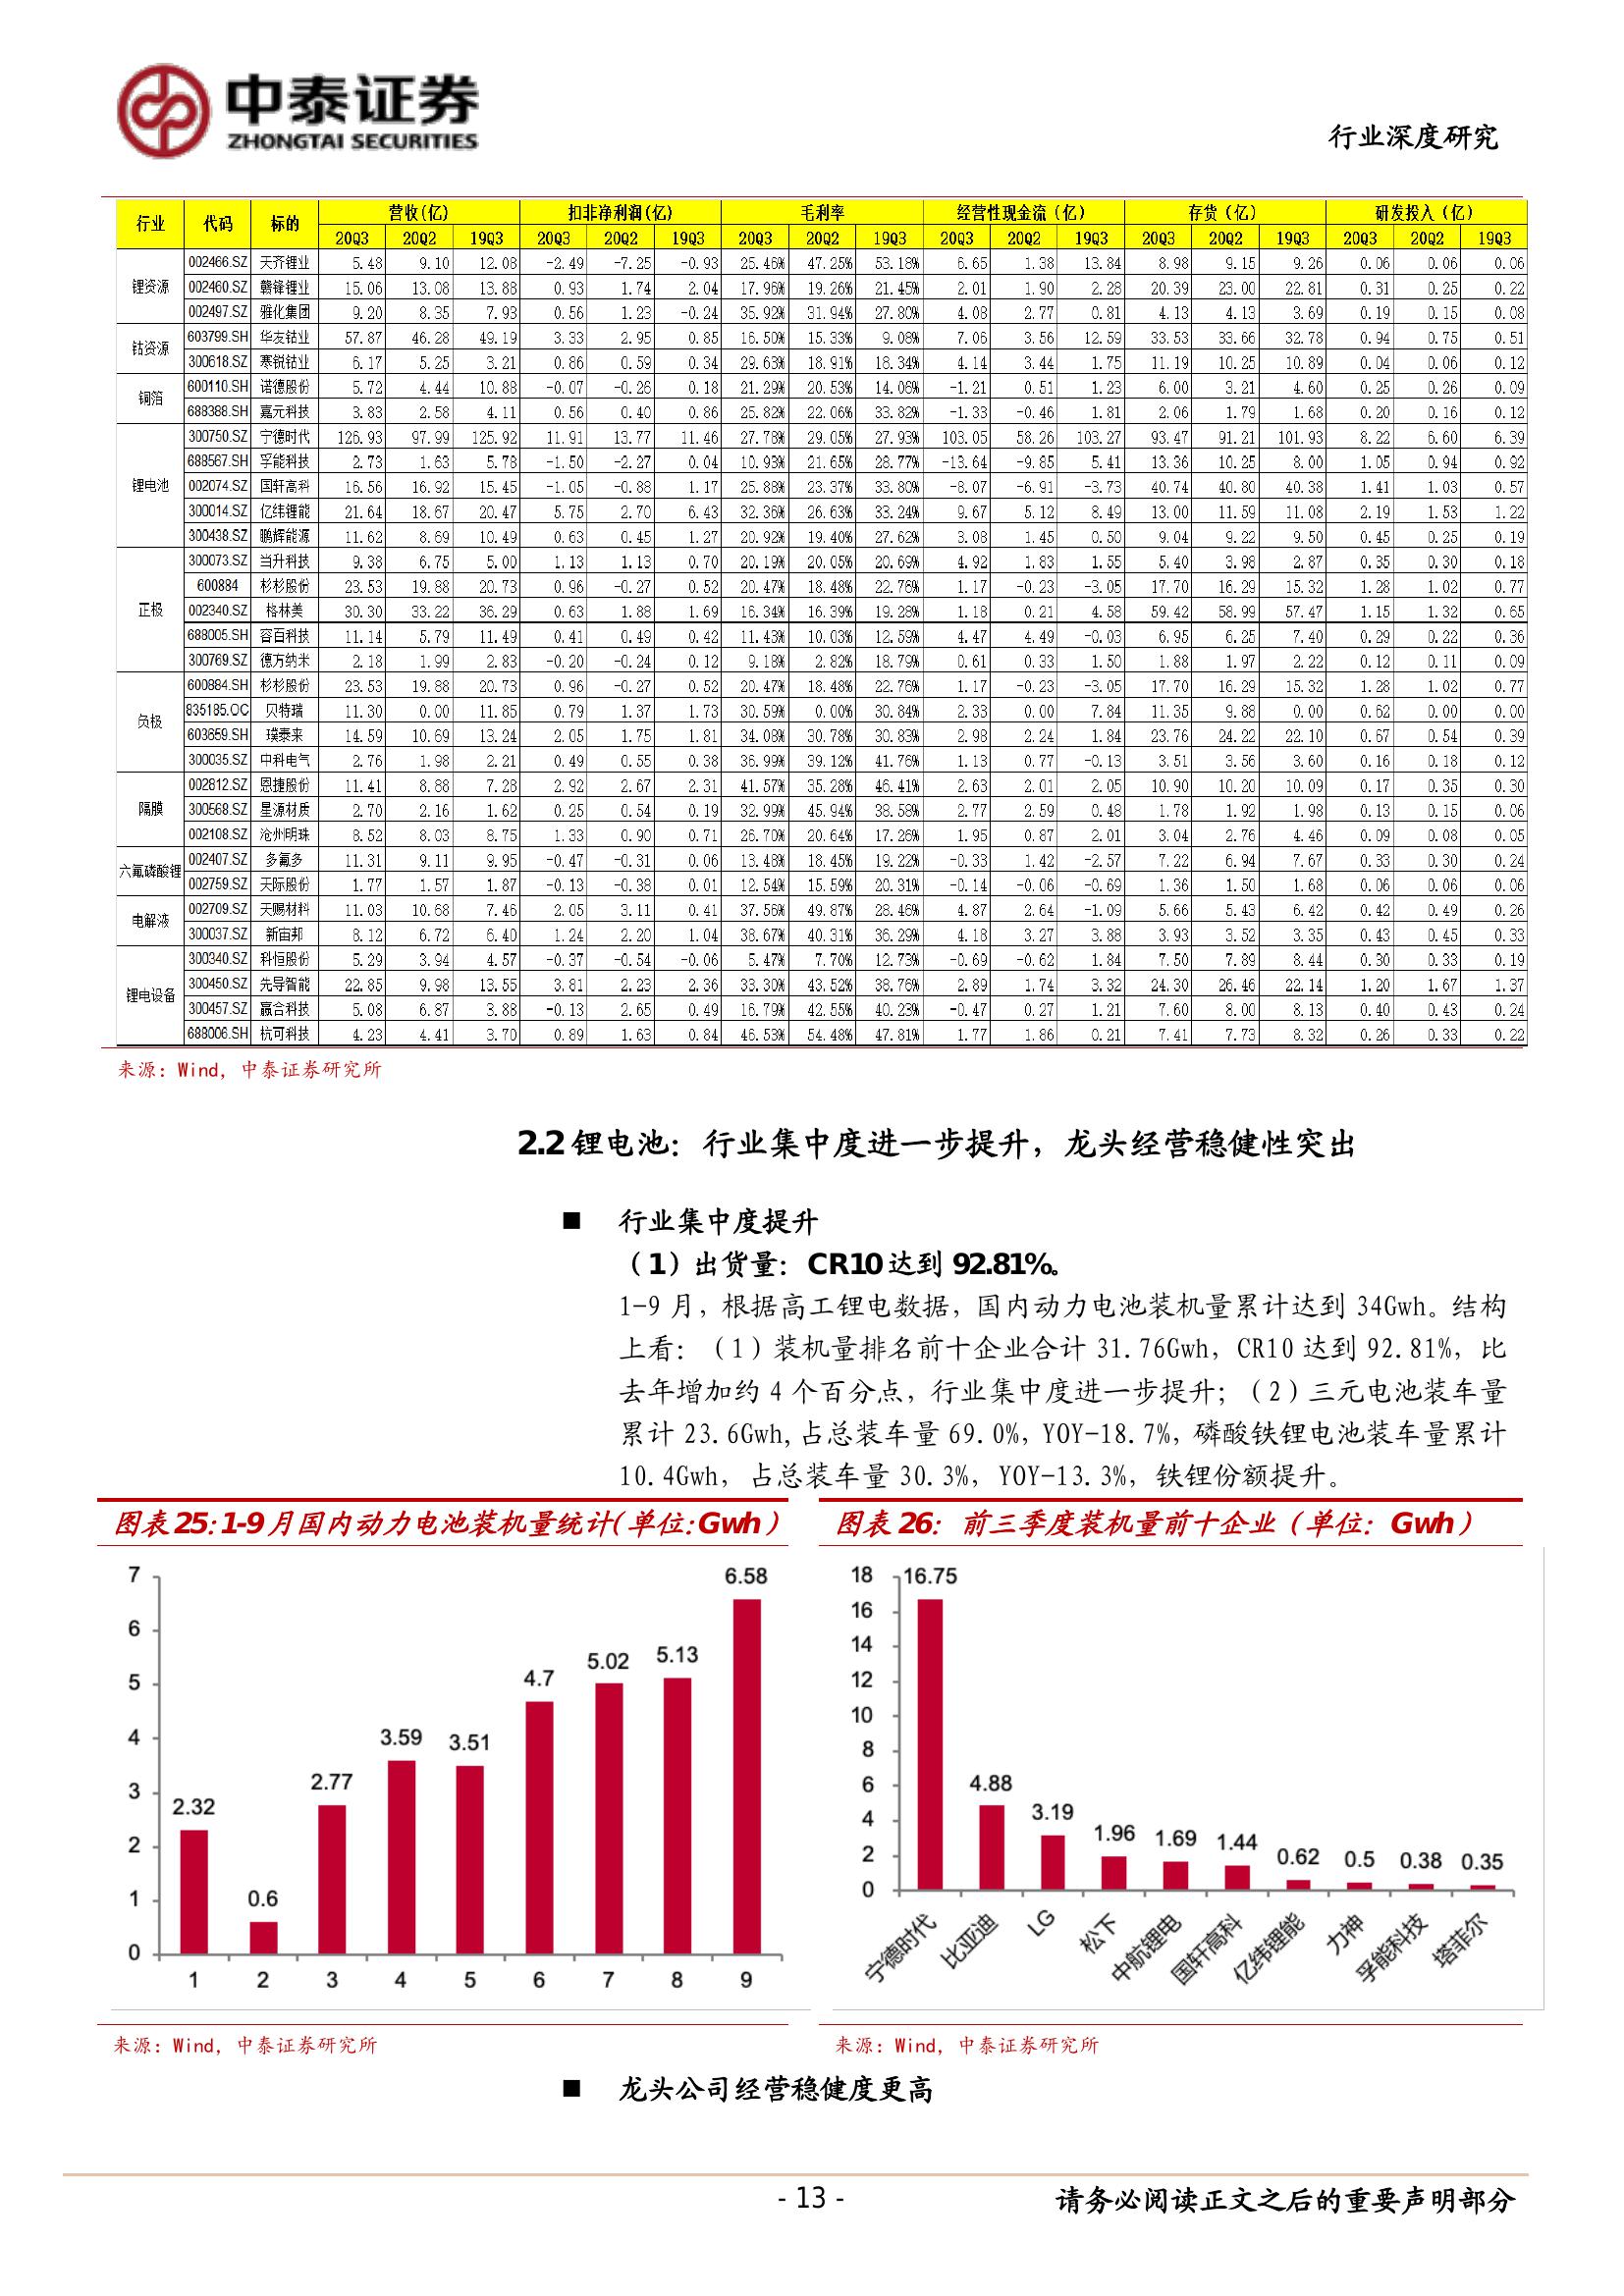 中泰证券
ZHONGTAI SECURITIES
行业深度研究
行业 代码 标的 营收(亿) 扣非净利润(亿) 毛利率 经营性现金流(亿) 存货(亿) 研发投入(亿)
20Q3 20Q2 19Q3 20Q3 20Q2 19Q3 20Q3 20Q2 19Q3 20Q3 20Q2 19Q3 20Q3 20Q2 19Q3 20Q3 20Q2 19Q3
锂资源 002466.SZ 天齐锂业 5.48 9.10 12.08 -2.49 -7.25 -0.93 25.46% 47.25% 53.18% 6.65 1.38 13.84 8.98 9.15 9.26 0.06 0.06 0.06
002460.SZ 赣锋锂业 15.06 13.08 13.88 0.93 1.74 2.04 17.96% 19.26% 21.45% 2.01 1.90 2.28 20.39 23.00 22.81 0.31 0.25 0.22
002497.SZ 雅化集团 9.20 8.35 7.93 0.56 1.23 -0.24 35.92% 31.94% 27.80% 4.08 2.77 0.81 4.13 4.13 3.69 0.19 0.15 0.08
钴资源 603799.SH 华友钴业 57.87 46.28 49.19 3.33 2.95 0.85 16.50% 15.33% 9.08% 7.06 3.56 12.59 33.53 33.66 32.78 0.94 0.75 0.51
300618.SZ 寒锐钴业 6.17 5.25 3.21 0.86 0.59 0.34 29.63% 18.91% 18.34% 4.14 3.44 1.75 11.19 10.25 10.89 0.04 0.06 0.12
铜箔 600110.SH 诺德股份 5.72 4.44 10.88 -0.07 -0.26 0.18 21.29% 20.53% 14.06% -1.21 0.51 1.23 6.00 3.21 4.60 0.25 0.26 0.09
688388.SH 嘉元科技 3.83 2.58 4.11 0.56 0.40 0.86 25.82% 22.06% 33.82% -1.33 -0.46 1.81 2.06 1.79 1.68 0.20 0.16 0.12
锂电池 300750.SZ 宁德时代 126.93 97.99 125.92 11.91 13.77 11.46 27.78% 29.05% 27.93% 103.05 58.26 103.27 93.47 91.21 101.93 8.22 6.60 6.39
688567.SH 孚能科技 2.73 1.63 5.78 -1.50 -2.27 0.04 10.93% 21.65% 28.77% -13.64 -9.85 5.41 13.36 10.25 8.00 1.05 0.94 0.92
002074.SZ 国轩高科 16.56 16.92 15.45 -1.05 -0.88 1.17 25.88% 23.37% 33.80% -8.07 -6.91 -3.73 40.74 40.80 40.38 1.41 1.03 0.57
300014.SZ 亿纬锂能 21.64 18.67 20.47 5.75 2.70 6.43 32.36% 26.63% 33.24% 9.67 5.12 8.49 13.00 11.59 11.08 2.19 1.53 1.22
300438.SZ 鹏辉能源 11.62 8.69 10.49 0.63 0.45 1.27 20.92% 19.40% 27.62% 3.08 1.45 0.50 9.04 9.22 9.50 0.45 0.25 0.19
正极 300073.SZ 当升科技 9.38 6.75 5.00 1.13 1.13 0.70 20.19% 20.05% 20.69% 4.92 1.83 1.55 5.40 3.98 2.87 0.35 0.30 0.18
600884 杉杉股份 23.53 19.88 20.73 0.96 -0.27 0.52 20.47% 18.48% 22.76% 1.17 -0.23 -3.05 17.70 16.29 15.32 1.28 1.02 0.77
002340.SZ 格林美 30.30 33.22 36.29 0.63 1.88 1.69 16.34% 16.39% 19.28% 1.18 0.21 4.58 59.42 58.99 57.47 1.15 1.32 0.65
688005.SH 容百科技 11.14 5.79 11.49 0.41 0.49 0.42 11.43% 10.03% 12.59% 4.47 4.49 -0.03 6.95 6.25 7.40 0.29 0.22 0.36
300769.SZ 德方纳米 2.18 1.99 2.83 -0.20 -0.24 0.12 9.18% 2.82% 18.79% 0.61 0.33 1.50 1.88 1.97 2.22 0.12 0.11 0.09
负极 600884.SH 杉杉股份 23.53 19.88 20.73 0.96 -0.27 0.52 20.47% 18.48% 22.76% 1.17 -0.23 -3.05 17.70 16.29 15.32 1.28 1.02 0.77
835185.OC 贝特瑞 11.30 0.00 11.85 0.79 1.37 1.73 30.59% 0.00% 30.84% 2.33 0.00 7.84 11.35 9.88 0.00 0.62 0.00 0.00
603659.SH 璞泰来 14.59 10.69 13.24 2.05 1.75 1.81 34.08% 30.78% 30.83% 2.98 2.24 1.84 23.76 24.22 22.10 0.67 0.54 0.39
300035.SZ 中科电气 2.76 1.98 2.21 0.49 0.55 0.38 36.99% 39.12% 41.76% 1.13 0.77 -0.13 3.51 3.56 3.60 0.16 0.18 0.12
隔膜 002812.SZ 恩捷股份 11.41 8.88 7.28 2.92 2.67 2.31 41.57% 35.28% 46.41% 2.63 2.01 2.05 10.90 10.20 10.09 0.17 0.35 0.30
300568.SZ 星源材质 2.70 2.16 1.62 0.25 0.54 0.19 32.99% 45.94% 38.58% 2.77 2.59 0.48 1.78 1.92 1.98 0.13 0.15 0.06
002108.SZ 沧州明珠 8.52 8.03 8.75 1.33 0.90 0.71 26.70% 20.64% 17.26% 1.95 0.87 2.01 3.04 2.76 4.46 0.09 0.08 0.05
六氟磷酸锂 002407.SZ 多氟多 11.31 9.11 9.95 -0.47 -0.31 0.06 13.48% 18.45% 19.22% -0.33 1.42 -2.57 7.22 6.94 7.67 0.33 0.30 0.24
002759.SZ 天际股份 1.77 1.57 1.87 -0.13 -0.38 0.01 12.54% 15.59% 20.31% -0.14 -0.06 -0.69 1.36 1.50 1.68 0.06 0.06 0.06
电解液 002709.SZ 天赐材料 11.03 10.68 7.46 2.05 3.11 0.41 37.56% 49.87% 28.46% 4.87 2.64 -1.09 5.66 5.43 6.42 0.42 0.49 0.26
300037.SZ 新宙邦 8.12 6.72 6.40 1.24 2.20 1.04 38.67% 40.31% 36.29% 4.18 3.27 3.88 3.93 3.52 3.35 0.43 0.45 0.33
锂电设备 300340.SZ 科恒股份 5.29 3.94 4.57 -0.37 -0.54 -0.06 5.47% 7.70% 12.73% -0.69 -0.62 1.84 7.50 7.89 8.44 0.30 0.33 0.19
300450.SZ 先导智能 22.85 9.98 13.55 3.81 2.23 2.36 33.30% 43.52% 38.76% 2.89 1.74 3.32 24.30 26.46 22.14 1.20 1.67 1.37
300457.SZ 赢合科技 5.08 6.87 3.88 -0.13 2.65 0.49 16.79% 42.55% 40.23% -0.47 0.27 1.21 7.60 8.00 8.13 0.40 0.43 0.24
688006.SH 杭可科技 4.23 4.41 3.70 0.89 1.63 0.84 46.53% 54.48% 47.81% 1.77 1.86 0.21 7.41 7.73 8.32 0.26 0.33 0.22
来源：Wind，中泰证券研究所
2.2 锂电池：行业集中度进一步提升，龙头经营稳健性突出
■ 行业集中度提升
（1）出货量：CR10 达到 92.81%。
1-9 月，根据高工锂电数据，国内动力电池装机量累计达到 34Gwh。结构
上看：（1）装机量排名前十企业合计 31.76Gwh，CR10 达到 92.81%，比
去年增加约 4 个百分点，行业集中度进一步提升；（2）三元电池装车量
累计 23.6Gwh,占总装车量 69.0%，YOY-18.7%，磷酸铁锂电池装车量累计
10.4Gwh，占总装车量 30.3%，YOY-13.3%，铁锂份额提升。
图表 25：1-9 月国内动力电池装机量统计（单位：Gwh）
7
6
5
4
3
2
1
0
2.32 0.6 2.77 3.59 3.51 4.7 5.02 5.13 6.58
1 2 3 4 5 6 7 8 9
来源：Wind，中泰证券研究所
图表 26：前三季度装机量前十企业（单位：Gwh）
18
16
14
12
10
8
6
4
2
0
16.75 4.88 3.19 1.96 1.69 1.44 0.62 0.5 0.38 0.35
宁德时代 比亚迪 LG 松下 中航锂电 国轩高科 亿纬锂能 力神 孚能科技 塔菲尔
来源：Wind，中泰证券研究所
■ 龙头公司经营稳健度更高
- 13 -
请务必阅读正文之后的重要声明部分